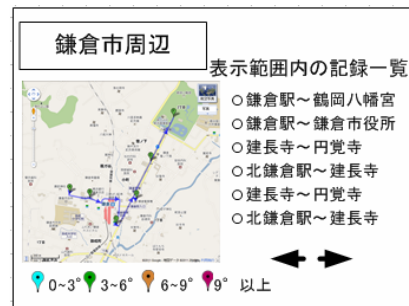 鎌倉市周辺
表示範囲内の記録一覧
○鎌倉駅～鶴岡八幡宮
○鎌倉駅～鎌倉市役所
○建長寺～円覚寺
○北鎌倉駅～建長寺
○建長寺～円覚寺
○北鎌倉駅～建長寺
0~3° 3~6° 6~9° 9° 以上